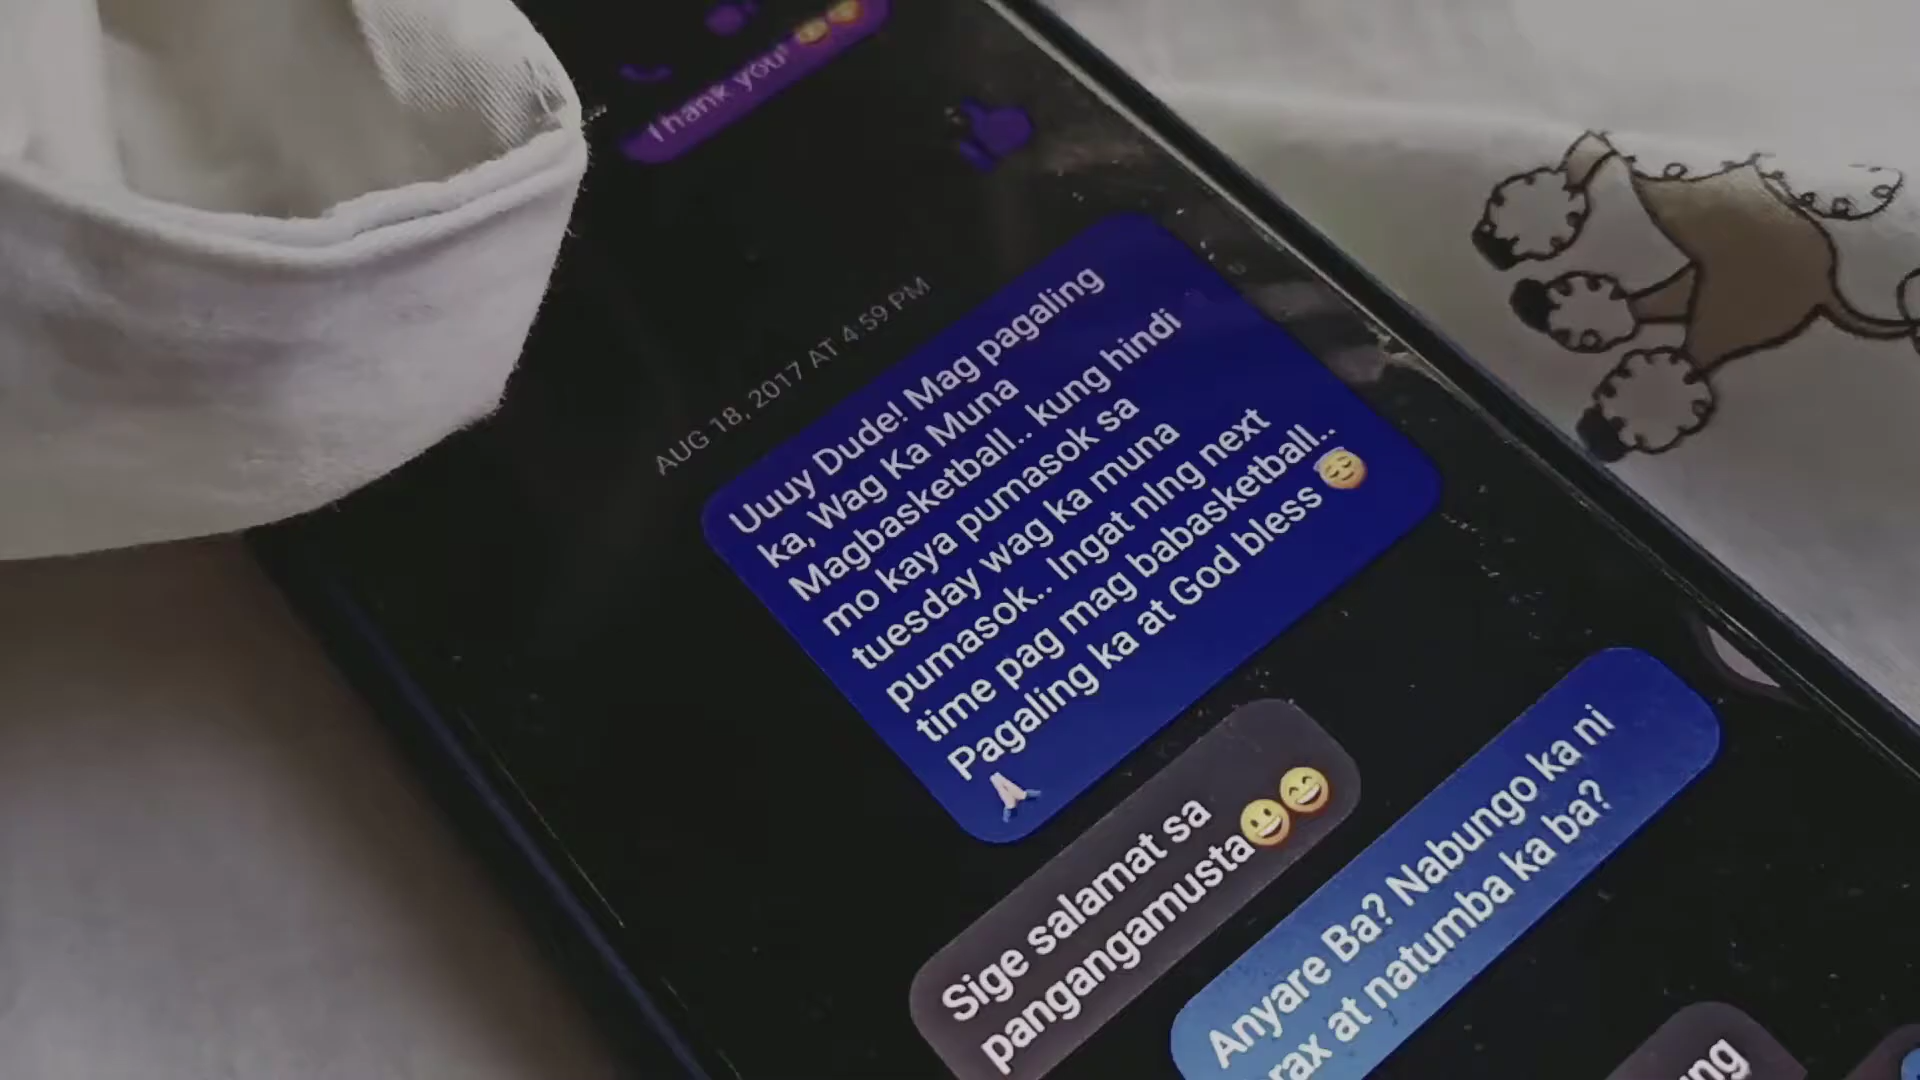 Thank you!
AUG 18, 2017 AT 4:59 PM
Uuuy Dude! Mag pagaling
ka, Wag Ka Muna
Magbasketball.. kung hindi
mo kaya pumasok sa
tuesday wag ka muna
pumasok.. Ingat nlng next
time pag mag babasketball..
Pagaling ka at God bless 😇
🙏🏻
Sige salamat sa
pangangamusta😃😄
Anyare Ba? Nabungo ka ni
rax at natumba ka ba?